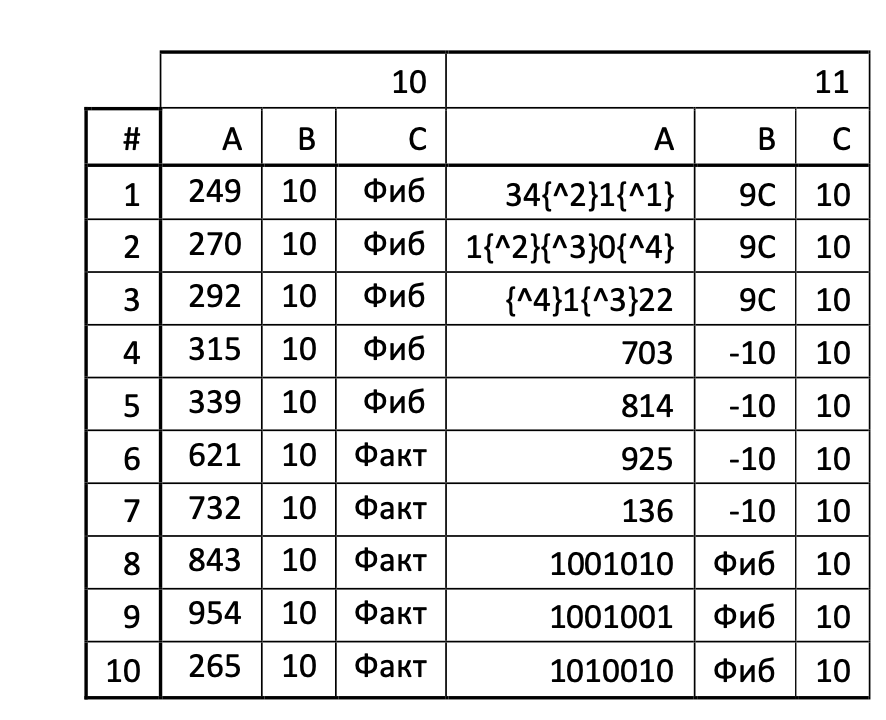 10 11
# A B C A B C
1 249 10 Фиб 34{^2}1{^1} 9C 10
2 270 10 Фиб 1{^2}{^3}0{^4} 9C 10
3 292 10 Фиб {^4}1{^3}22 9C 10
4 315 10 Фиб 703 -10 10
5 339 10 Фиб 814 -10 10
6 621 10 Факт 925 -10 10
7 732 10 Факт 136 -10 10
8 843 10 Факт 1001010 Фиб 10
9 954 10 Факт 1001001 Фиб 10
10 265 10 Факт 1010010 Фиб 10